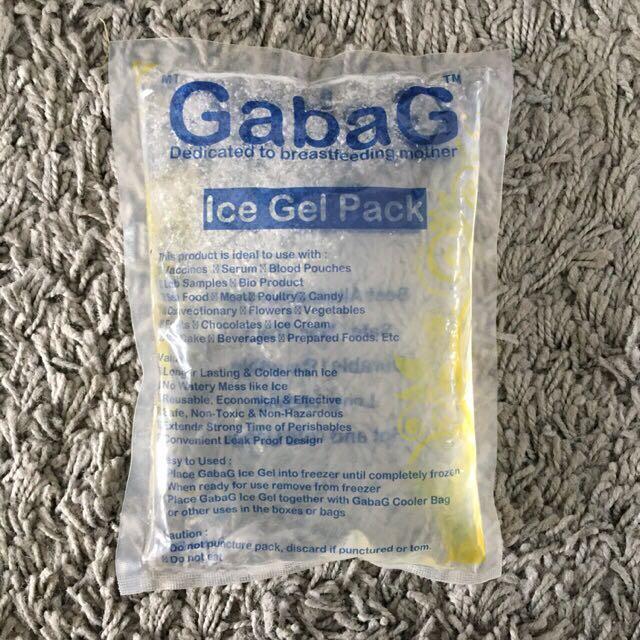 MT
TM
GabaG
Dedicated to breastfeeding mother
Ice Gel Pack
This product is ideal to use with :
Vaccines Serum Blood Pouches
Lab Samples Bio Product
Food Meat Poultry Candy
Convectionary Flowers Vegetables
Chocolates Ice Cream
Beverages Prepared Foods, Etc
Longer Lasting & Colder than Ice
No Watery Mess like Ice
Reusable, Economical & Effective
Safe, Non-Toxic & Non-Hazardous
Extends Strong Time of Perishables
Convenient Leak Proof Design
Easy to Used :
Place GabaG Ice Gel into freezer until completely frozen
When ready for use remove from freezer
Place GabaG Ice Gel together with GabaG Cooler Bag
or other uses in the boxes or bags
Caution :
Do not puncture pack, discard if punctured or torn.
Do not eat